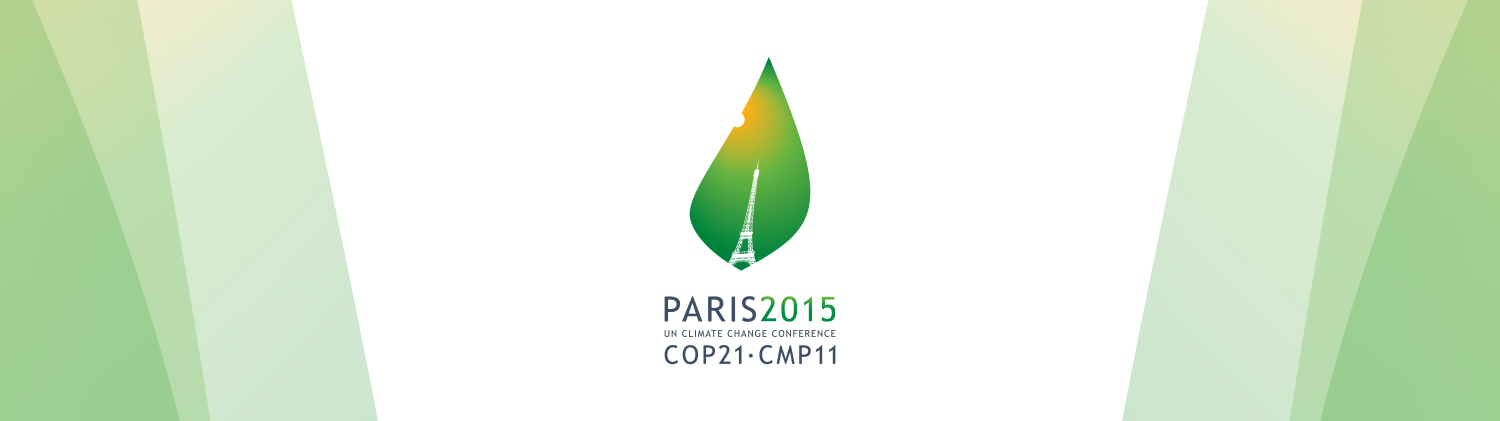 PARIS2015
UN CLIMATE CHANGE CONFERENCE
COP21·CMP11